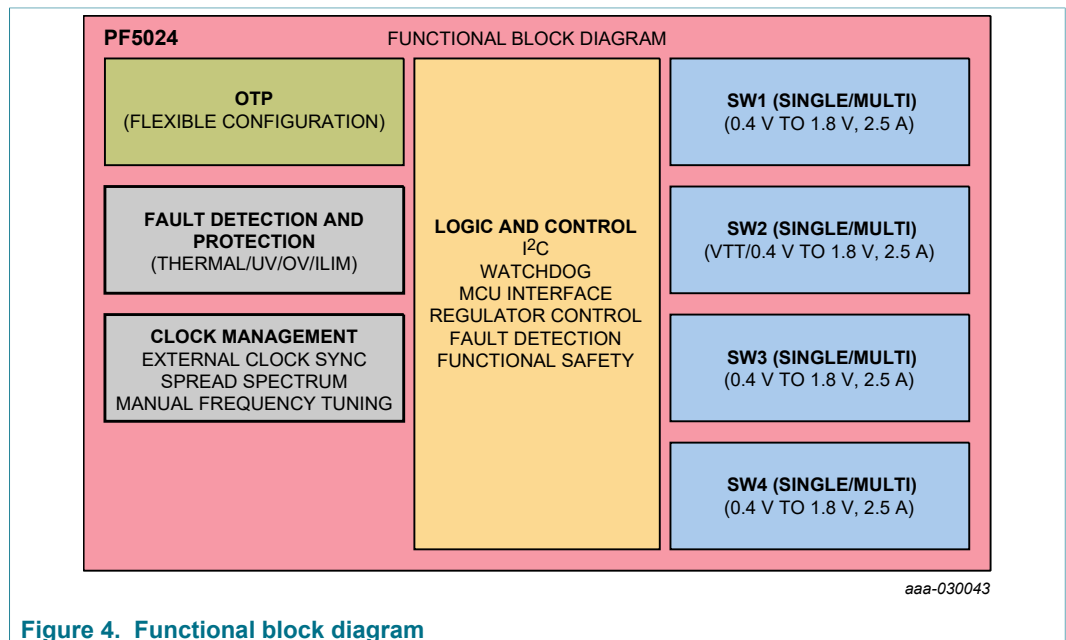 PF5024
FUNCTIONAL BLOCK DIAGRAM
OTP
(FLEXIBLE CONFIGURATION)
FAULT DETECTION AND
PROTECTION
(THERMAL/UV/OV/ILIM)
CLOCK MANAGEMENT
EXTERNAL CLOCK SYNC
SPREAD SPECTRUM
MANUAL FREQUENCY TUNING
LOGIC AND CONTROL
I²C
WATCHDOG
MCU INTERFACE
REGULATOR CONTROL
FAULT DETECTION
FUNCTIONAL SAFETY
SW1 (SINGLE/MULTI)
(0.4 V TO 1.8 V, 2.5 A)
SW2 (SINGLE/MULTI)
(VTT/0.4 V TO 1.8 V, 2.5 A)
SW3 (SINGLE/MULTI)
(0.4 V TO 1.8 V, 2.5 A)
SW4 (SINGLE/MULTI)
(0.4 V TO 1.8 V, 2.5 A)
aaa-030043
Figure 4. Functional block diagram